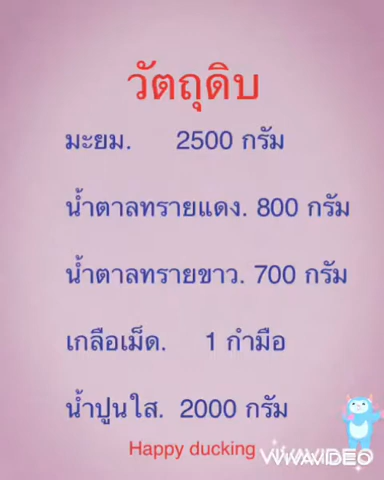 วัตถุดิบ
มะยม. 2500 กรัม
น้ำตาลทรายแดง. 800 กรัม
น้ำตาลทรายขาว. 700 กรัม
เกลือเม็ด. 1 กำมือ
น้ำปูนใส. 2000 กรัม
Happy ducking
VIVAVIDEO